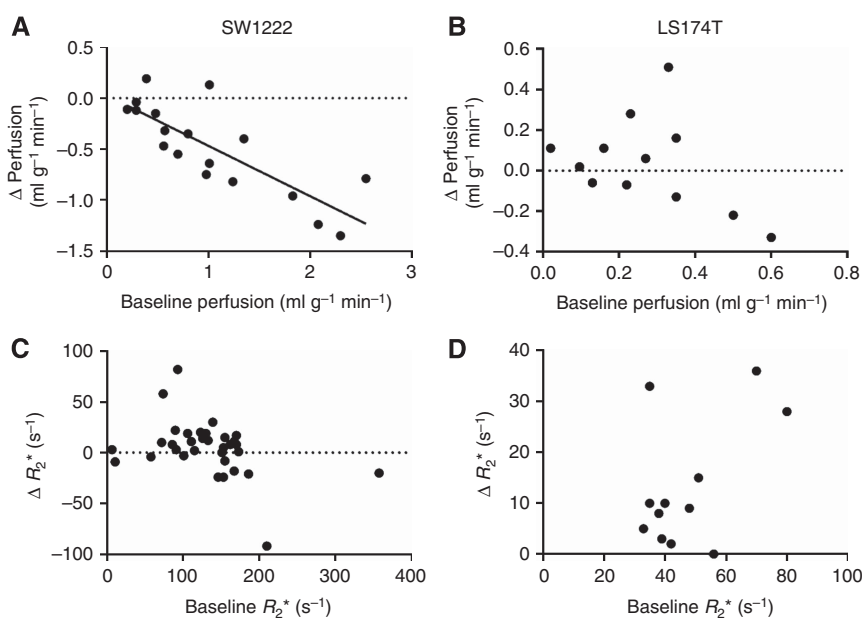 A
SW1222
Δ Perfusion
(ml g⁻¹ min⁻¹)
0.5
0.0
–0.5
–1.0
–1.5
0
1
2
3
Baseline perfusion (ml g⁻¹ min⁻¹)
B
LS174T
Δ Perfusion
(ml g⁻¹ min⁻¹)
0.6
0.4
0.2
0.0
–0.2
–0.4
0.0
0.2
0.4
0.6
0.8
Baseline perfusion (ml g⁻¹ min⁻¹)
C
Δ R₂* (s⁻¹)
100
50
0
–50
–100
0
100
200
300
400
Baseline R₂* (s⁻¹)
D
Δ R₂* (s⁻¹)
40
30
20
10
0
0
20
40
60
80
100
Baseline R₂* (s⁻¹)